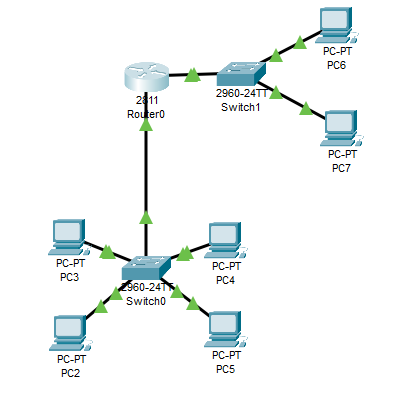 PC-PT
PC6
2811
Router0
2960-24TT
Switch1
PC-PT
PC7
PC-PT
PC3
2960-24TT
Switch0
PC-PT
PC4
PC-PT
PC2
PC-PT
PC5